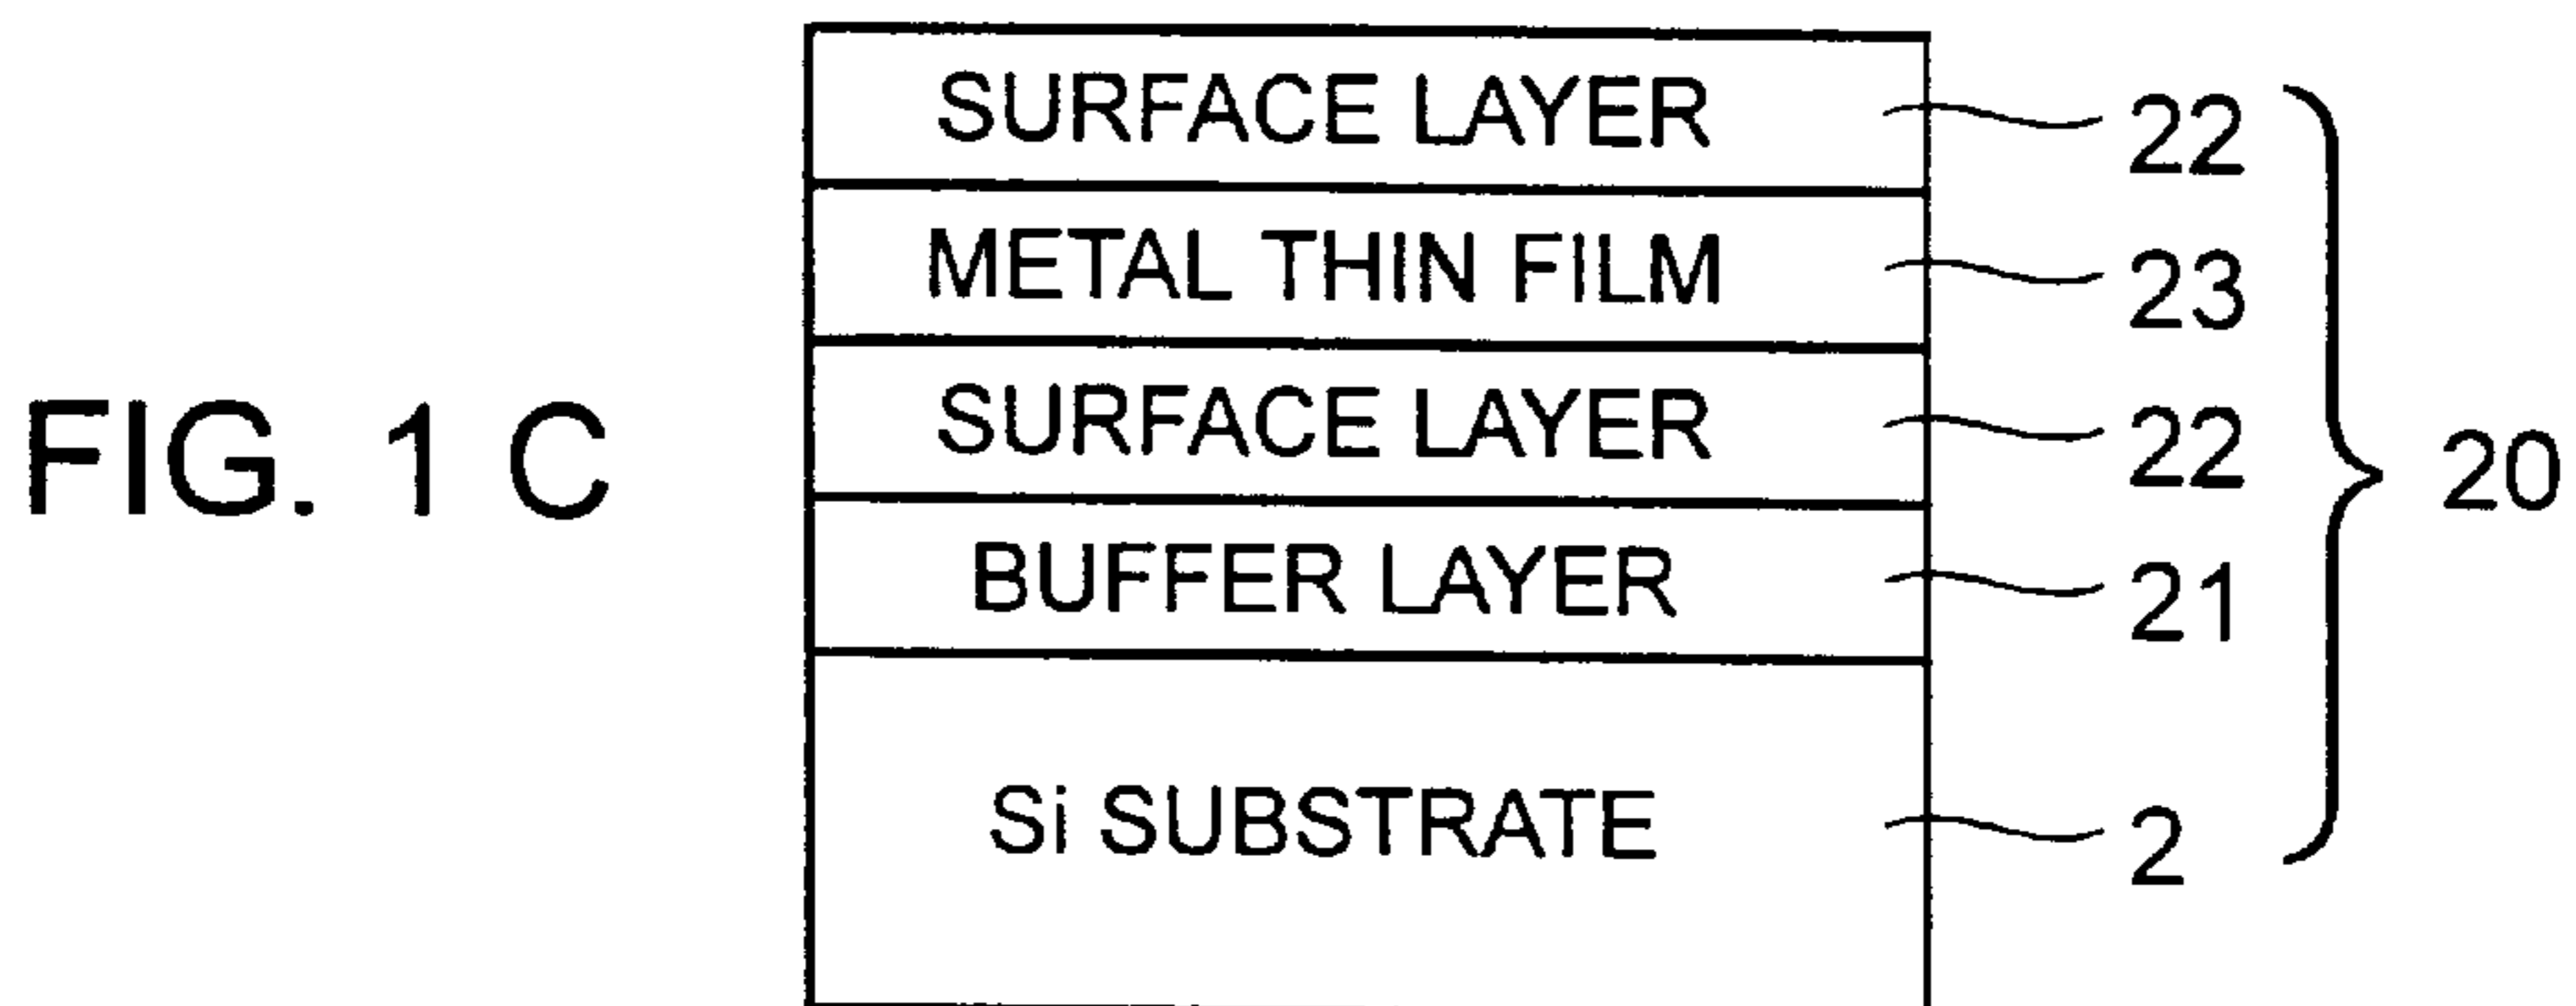 SURFACE LAYER 22
METAL THIN FILM 23
SURFACE LAYER 22
FIG. 1 C
20
BUFFER LAYER 21
Si SUBSTRATE 2